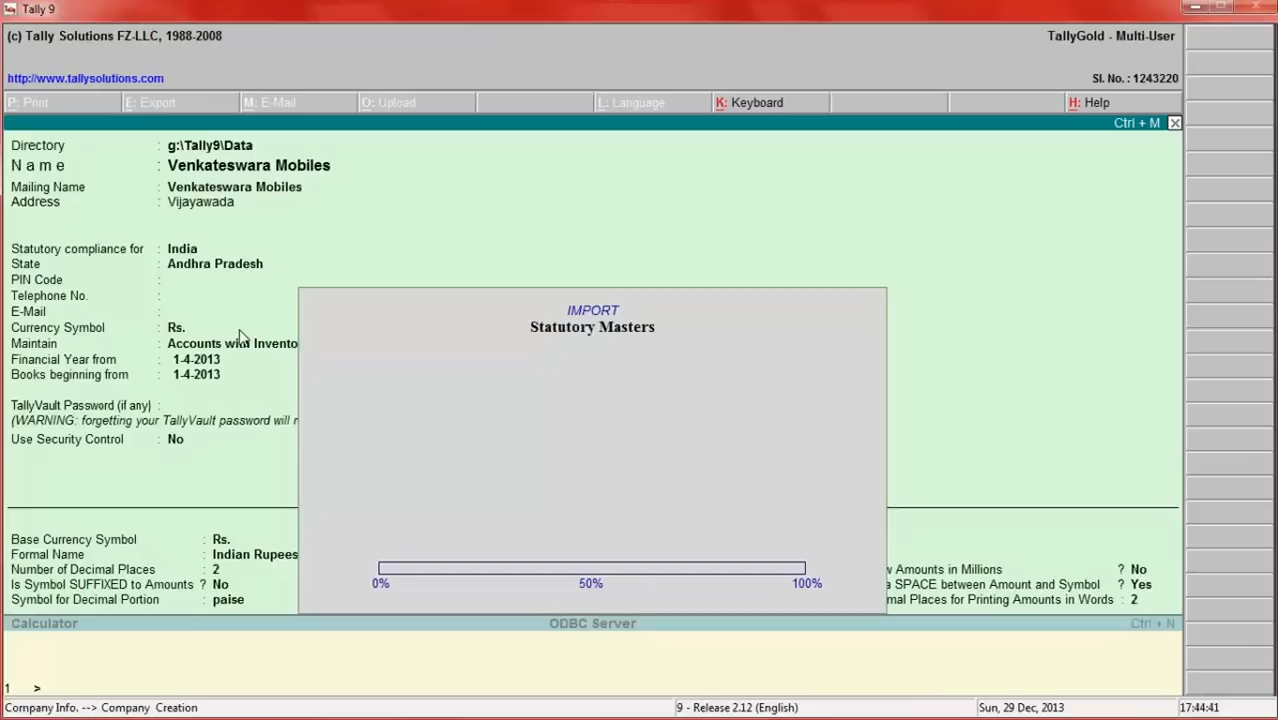 Tally 9
(c) Tally Solutions FZ-LLC, 1988-2008 TallyGold - Multi-User
http://www.tallysolutions.com Sl. No. : 1243220
P: Print E: Export M: E-Mail O: Upload L: Language K: Keyboard H: Help
Ctrl + M
Directory : g:\Tally9\Data
N a m e : Venkateswara Mobiles
Mailing Name : Venkateswara Mobiles
Address : Vijayawada
Statutory compliance for : India
State : Andhra Pradesh
PIN Code :
Telephone No. :
E-Mail :
Currency Symbol : Rs.
Maintain : Accounts with Invento
Financial Year from : 1-4-2013
Books beginning from : 1-4-2013
TallyVault Password (if any) :
(WARNING: forgetting your TallyVault password will r
Use Security Control : No
IMPORT
Statutory Masters
0% 50% 100%
Base Currency Symbol : Rs.
Formal Name : Indian Rupees
Number of Decimal Places : 2
Is Symbol SUFFIXED to Amounts ? No
Symbol for Decimal Portion : paise
w Amounts in Millions ? No
a SPACE between Amount and Symbol ? Yes
mal Places for Printing Amounts in Words : 2
Calculator ODBC Server Ctrl + N
1 >
Company Info. --> Company Creation 9 - Release 2.12 (English) Sun, 29 Dec, 2013 17:44:41